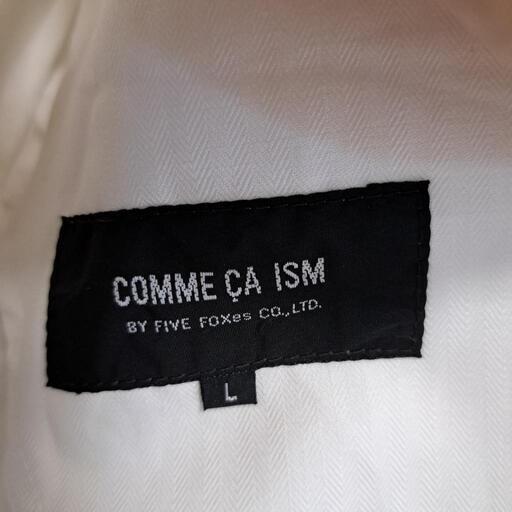 COMME ÇA ISM
BY FIVE FOXes CO.,LTD.
L